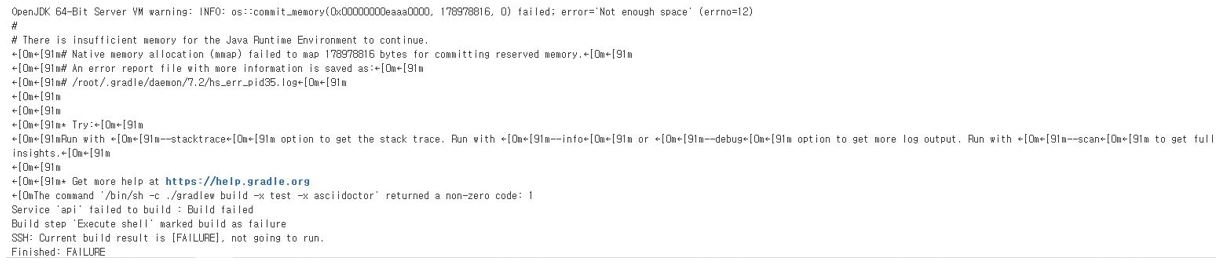 OpenJDK 64-Bit Server VM warning: INFO: os::commit_memory(0x00000000eaaa0000, 178978816, 0) failed; error='Not enough space' (errno=12)
#
# There is insufficient memory for the Java Runtime Environment to continue.
←[0m←[91m# Native memory allocation (mmap) failed to map 178978816 bytes for committing reserved memory.←[0m←[91m
←[0m←[91m# An error report file with more information is saved as:←[0m←[91m
←[0m←[91m# /root/.gradle/daemon/7.2/hs_err_pid35.log←[0m←[91m
←[0m←[91m
←[0m←[91m
←[0m←[91m* Try:←[0m←[91m
←[0m←[91mRun with ←[0m←[91m--stacktrace←[0m←[91m option to get the stack trace. Run with ←[0m←[91m--info←[0m←[91m or ←[0m←[91m--debug←[0m←[91m option to get more log output. Run with ←[0m←[91m--scan←[0m←[91m to get full
insights.←[0m←[91m
←[0m←[91m
←[0m←[91m* Get more help at https://help.gradle.org
←[0mThe command '/bin/sh -c ./gradlew build -x test -x asciidoctor' returned a non-zero code: 1
Service 'api' failed to build : Build failed
Build step 'Execute shell' marked build as failure
SSH: Current build result is [FAILURE], not going to run.
Finished: FAILURE